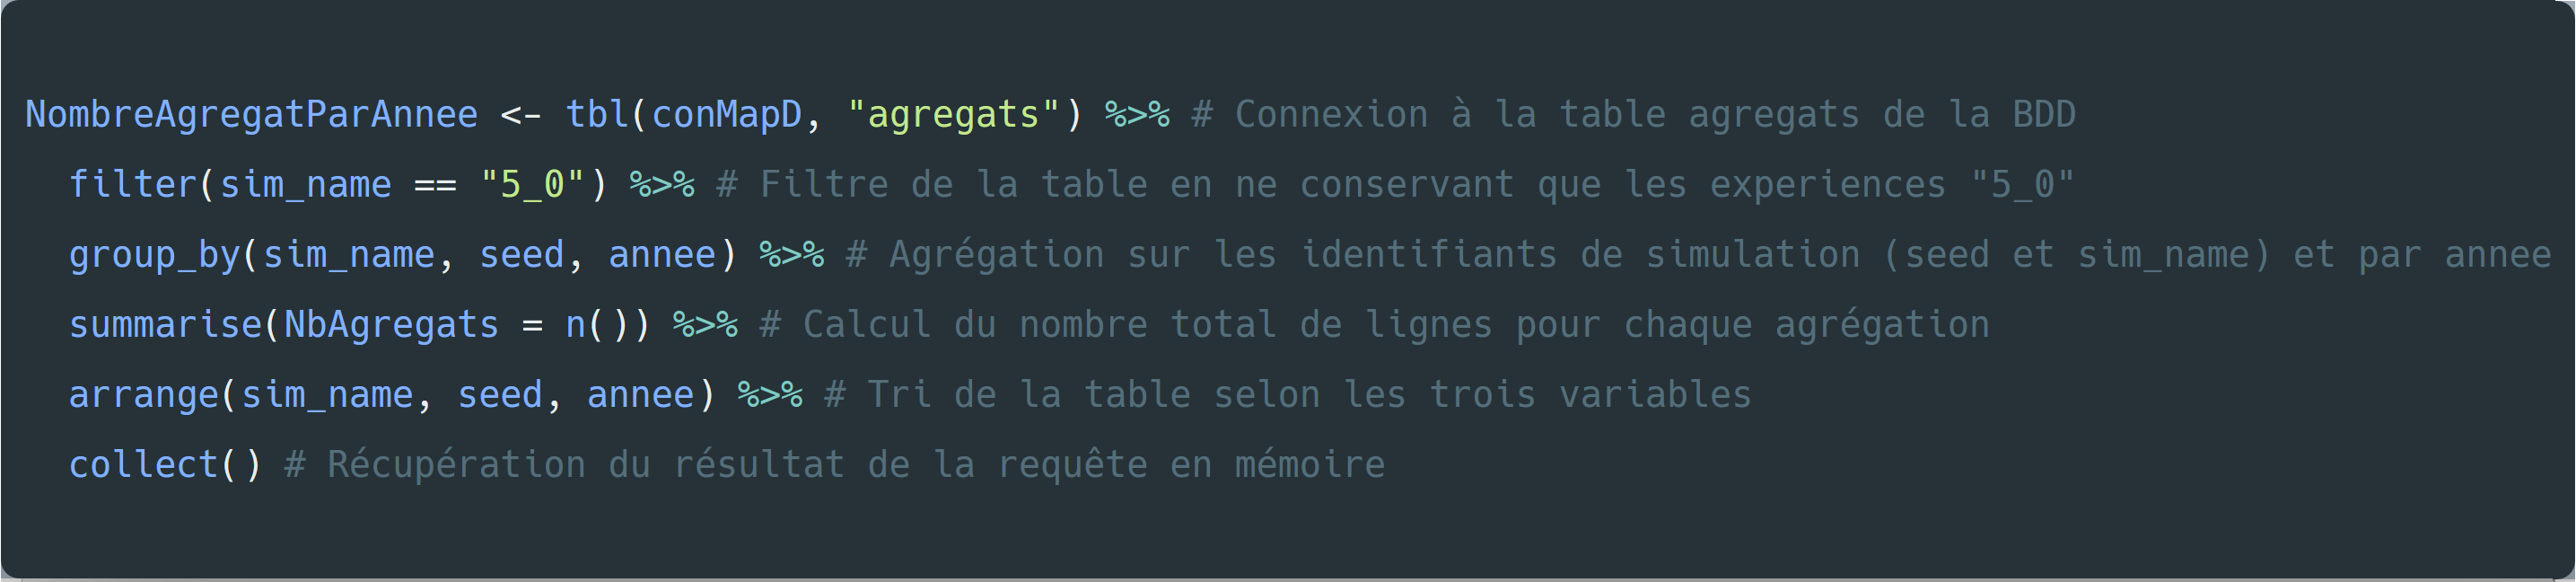 NombreAgregatParAnnee <- tbl(conMapD, "agregats") %>% # Connexion à la table agregats de la BDD
  filter(sim_name == "5_0") %>% # Filtre de la table en ne conservant que les experiences "5_0"
  group_by(sim_name, seed, annee) %>% # Agrégation sur les identifiants de simulation (seed et sim_name) et par annee
  summarise(NbAgregats = n()) %>% # Calcul du nombre total de lignes pour chaque agrégation
  arrange(sim_name, seed, annee) %>% # Tri de la table selon les trois variables
  collect() # Récupération du résultat de la requête en mémoire